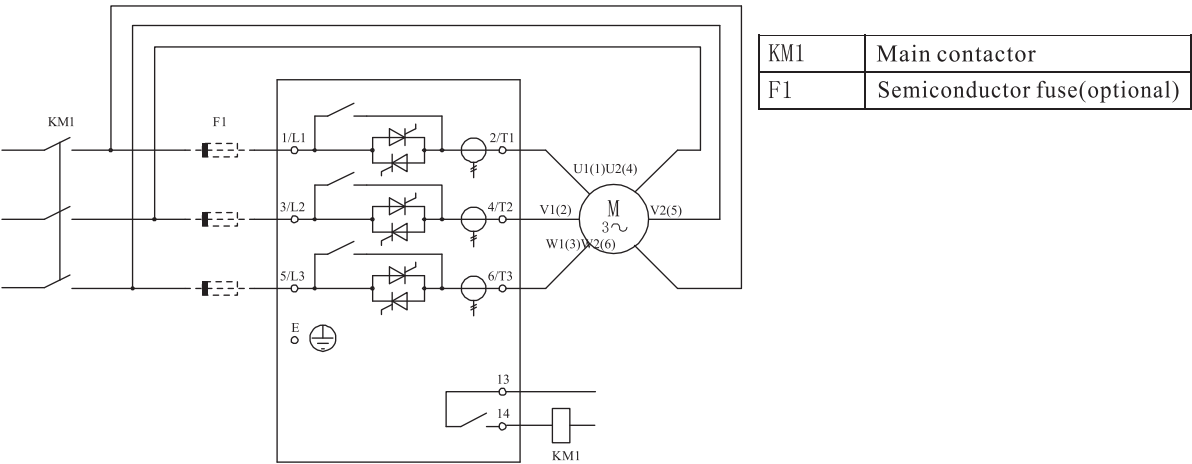 KM1 Main contactor
F1 Semiconductor fuse(optional)
KM1
F1
1/L1
2/T1
U1(1)U2(4)
3/L2
4/T2
V1(2)
M
3~
V2(5)
W1(3)W2(6)
5/L3
6/T3
E
13
14
KM1